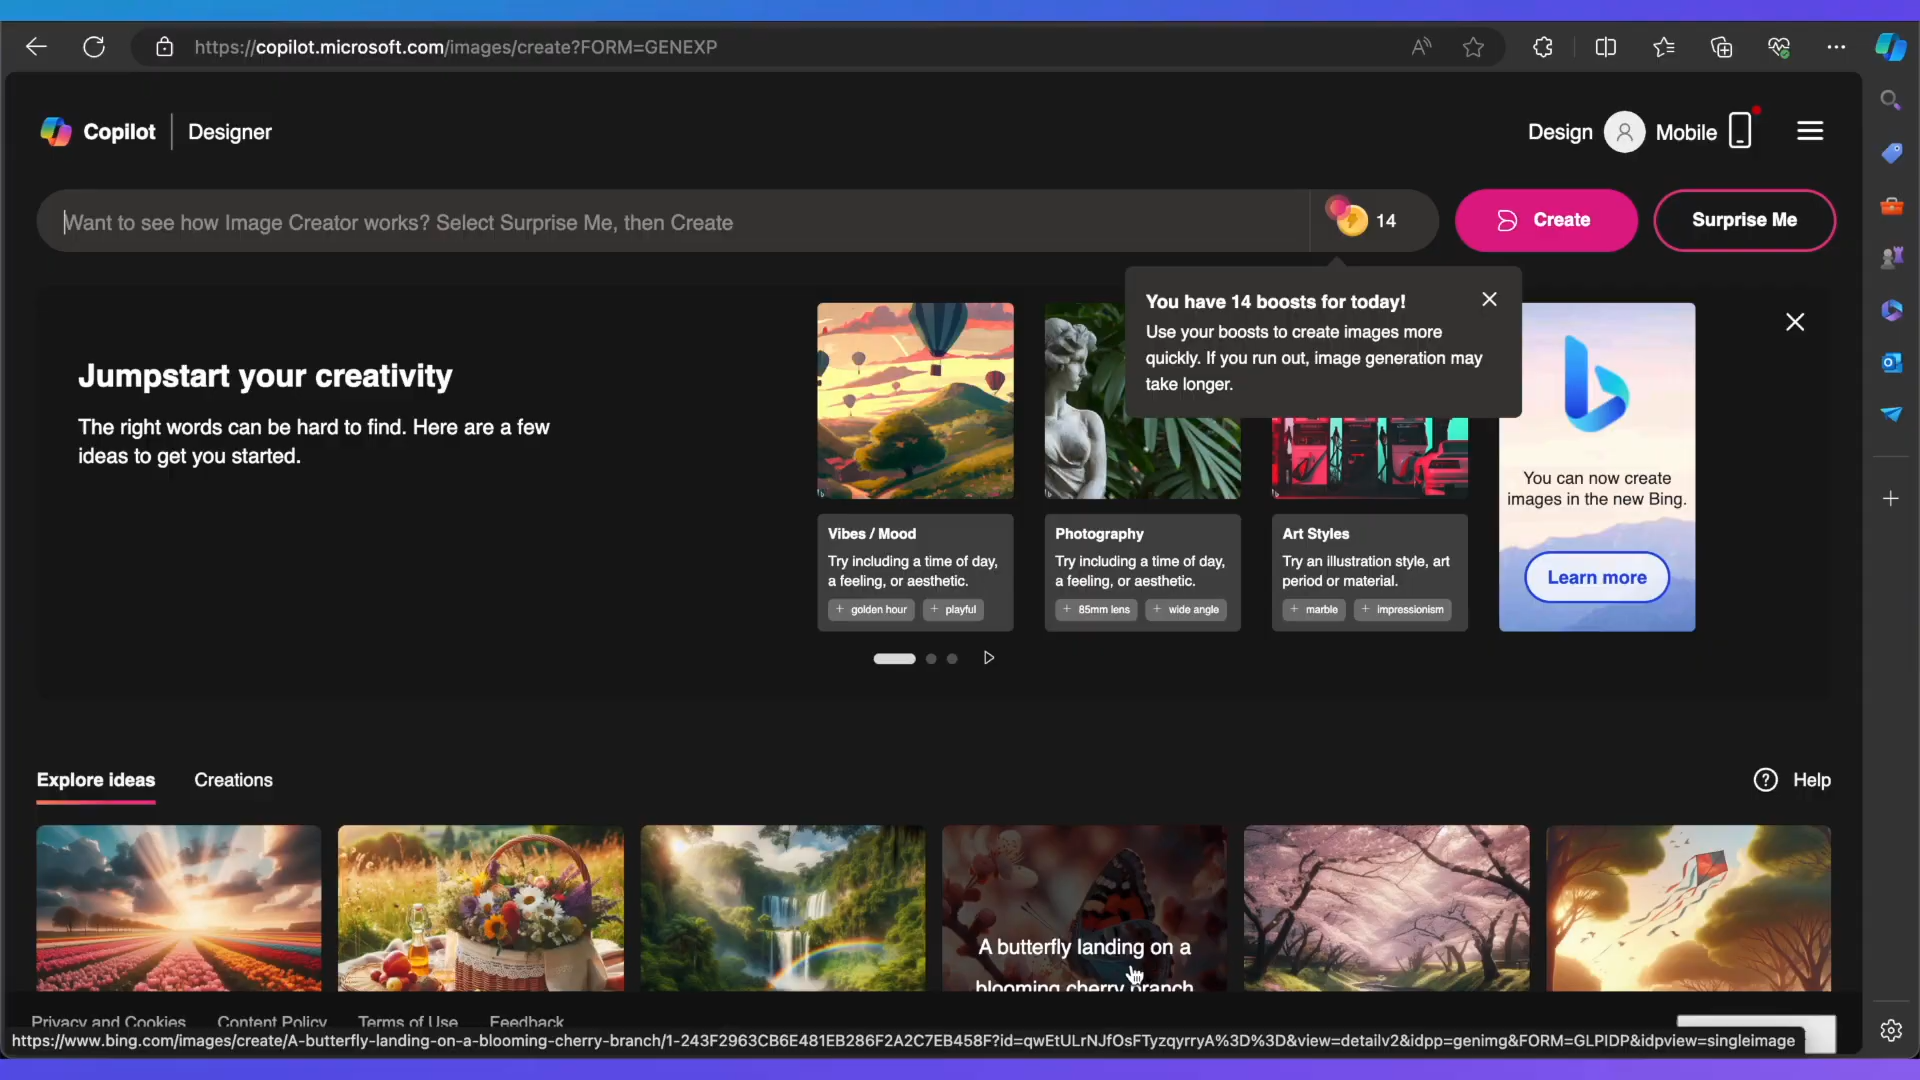 https://copilot.microsoft.com/images/create?FORM=GENEXP
Copilot | Designer
Design
Mobile
Want to see how Image Creator works? Select Surprise Me, then Create
14
Create
Surprise Me
You have 14 boosts for today!
Use your boosts to create images more
quickly. If you run out, image generation may
take longer.
Jumpstart your creativity
The right words can be hard to find. Here are a few
ideas to get you started.
Vibes / Mood
Try including a time of day,
a feeling, or aesthetic.
+ golden hour
+ playful
Photography
Try including a time of day,
a feeling, or aesthetic.
+ 85mm lens
+ wide angle
Art Styles
Try an illustration style, art
period or material.
+ marble
+ impressionism
You can now create
images in the new Bing.
Learn more
Explore ideas
Creations
Help
A butterfly landing on a
blooming cherry branch
Privacy and Cookies
Content Policy
Terms of Use
Feedback
https://www.bing.com/images/create/A-butterfly-landing-on-a-blooming-cherry-branch/1-243F2963CB6E481EB286F2A2C7EB458F?id=qwEtULrNJfOsFTyzqyrryA%3D%3D&view=detailv2&idpp=genimg&FORM=GLPIDP&idpview=singleimage